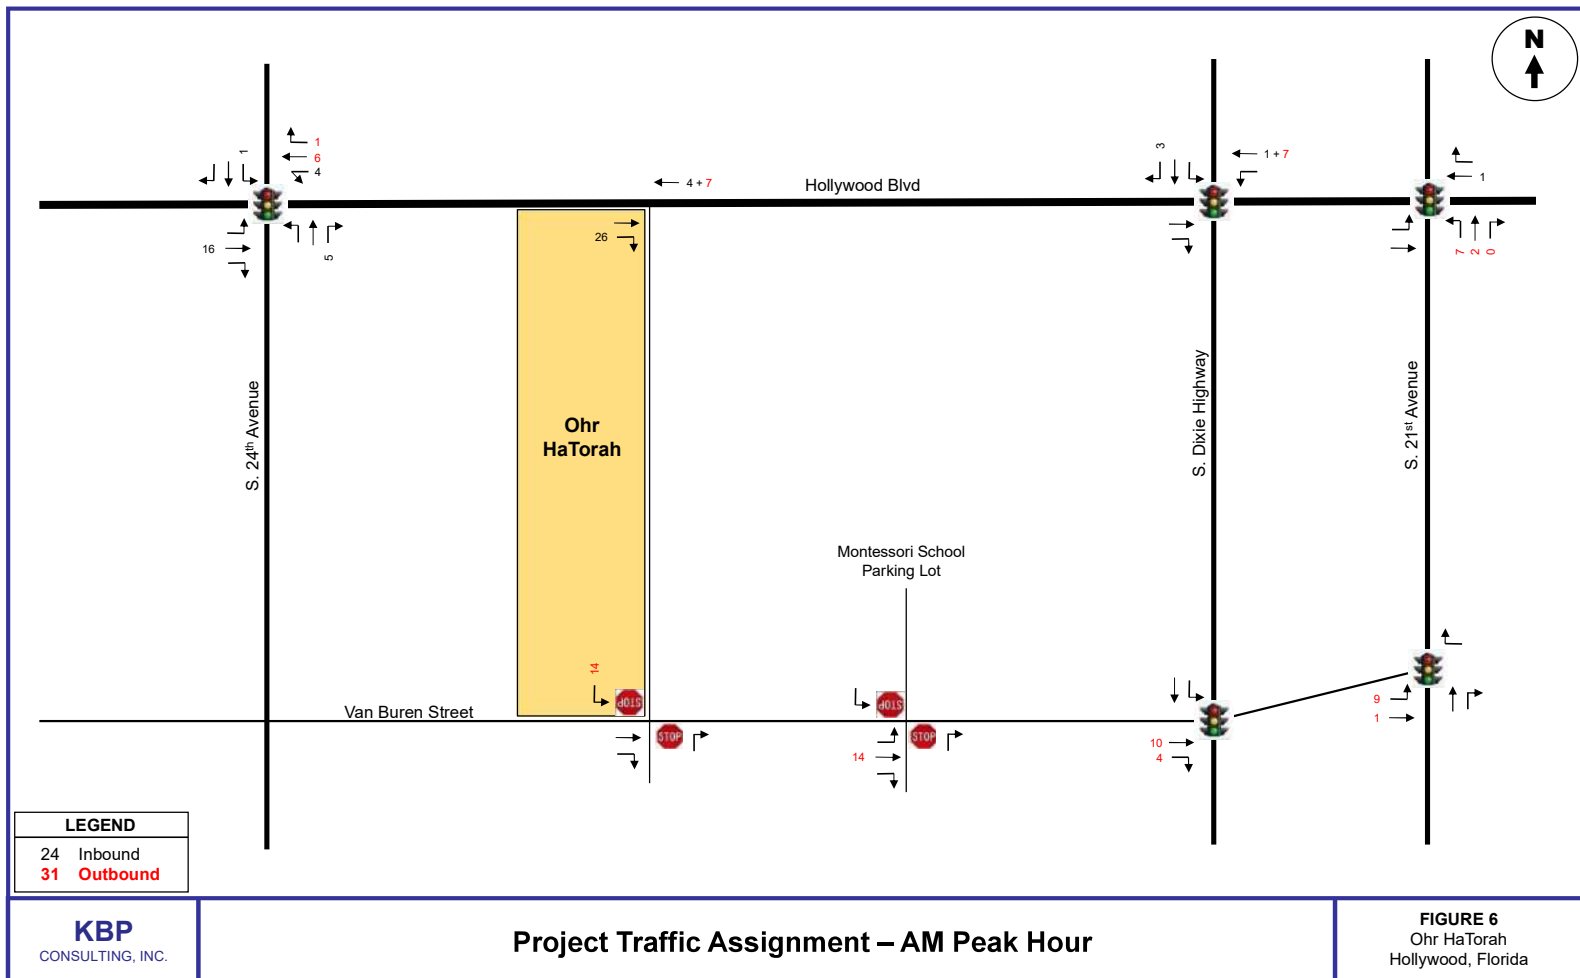 N
1
1
6
4
16
5
4 + 7
Hollywood Blvd
26
3
1 + 7
1
7 2 0
S. 24th Avenue
Ohr
HaTorah
S. Dixie Highway
S. 21st Avenue
Montessori School
Parking Lot
14
STOP
Van Buren Street
STOP
STOP
STOP
14
10
4
9
1
LEGEND
24 Inbound
31 Outbound
KBP
CONSULTING, INC.
Project Traffic Assignment – AM Peak Hour
FIGURE 6
Ohr HaTorah
Hollywood, Florida